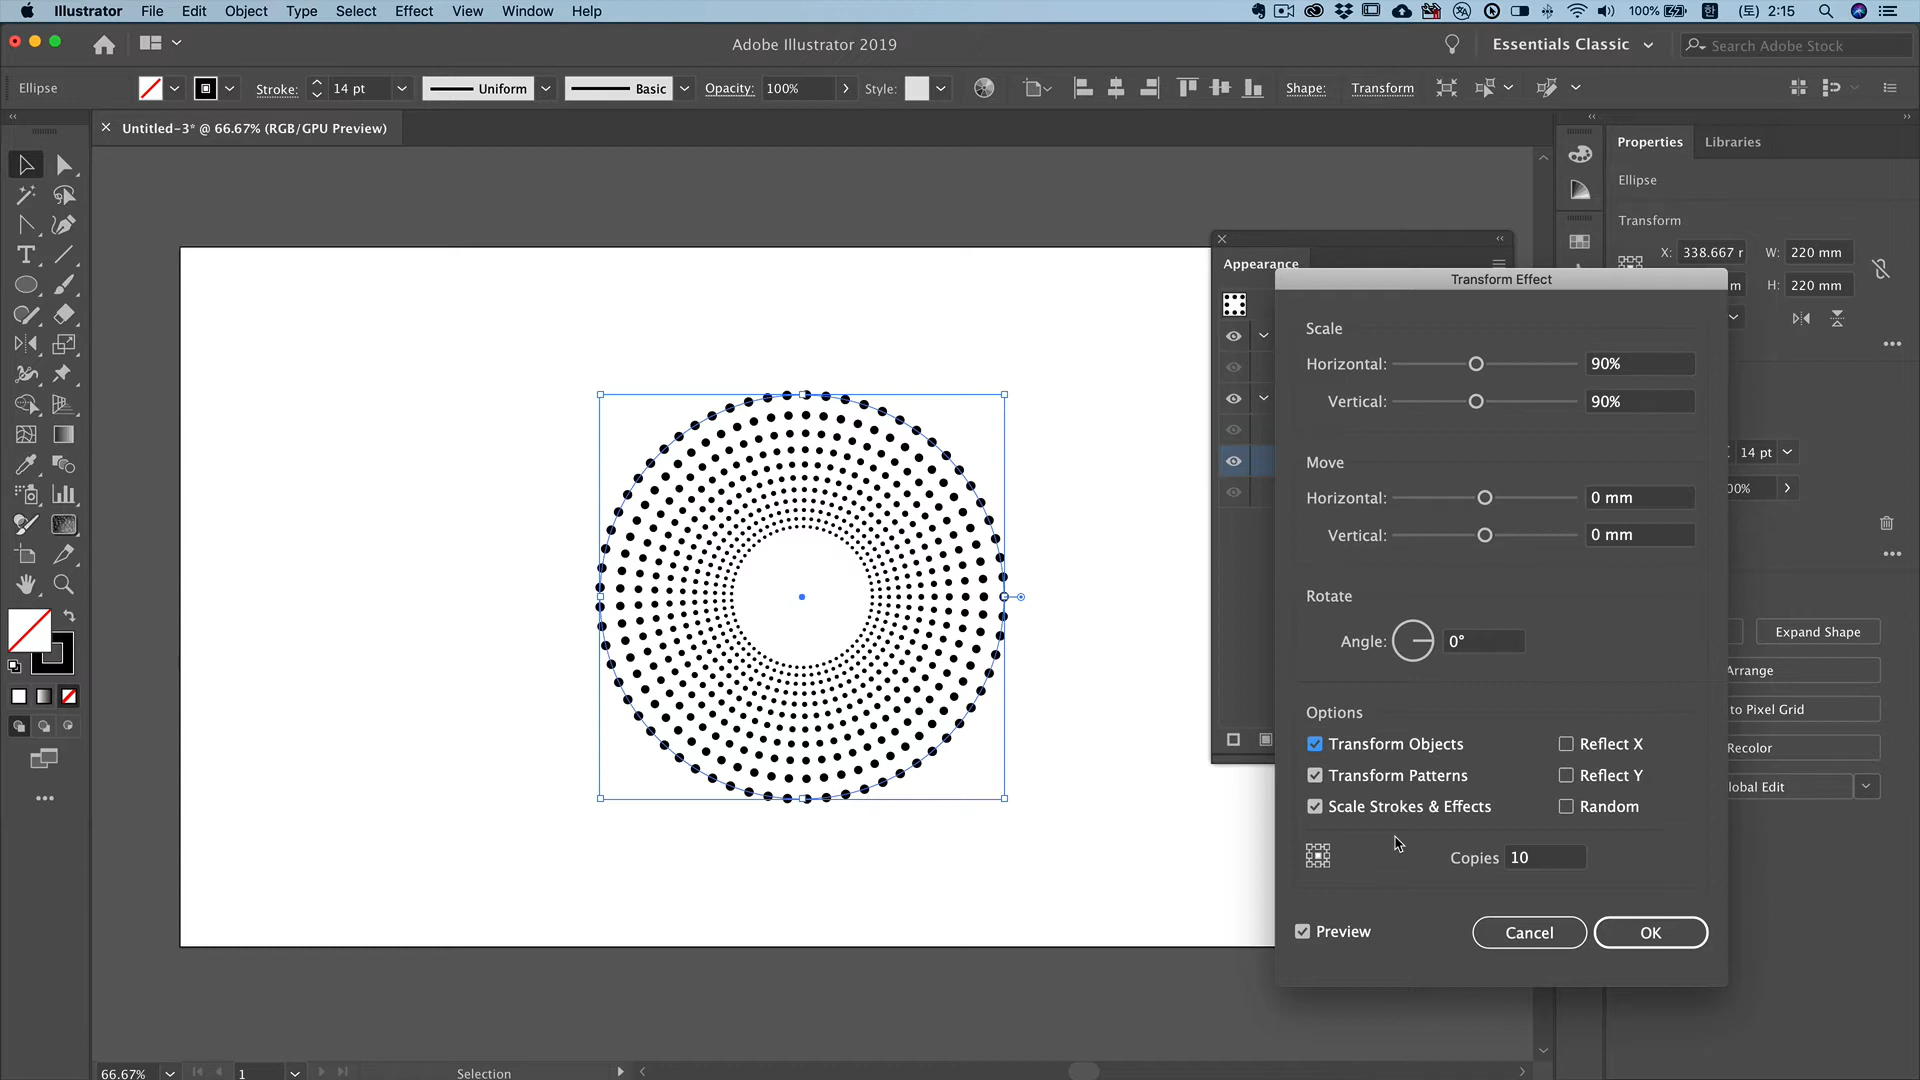 Illustrator File Edit Object Type Select Effect View Window Help 100% 한 (토) 2:15
Adobe Illustrator 2019 Essentials Classic Search Adobe Stock
Ellipse Stroke: 14 pt Uniform Basic Opacity: 100% Style: Shape: Transform
Untitled-3* @ 66.67% (RGB/GPU Preview)
Properties Libraries
Ellipse
Transform
X: 338.667 r W: 220 mm
m H: 220 mm
Appearance
Transform Effect
Scale
Horizontal: 90%
Vertical: 90%
Move
14 pt
Horizontal: 0 mm
00%
Vertical: 0 mm
Rotate
Angle: 0°
Expand Shape
Arrange
Options
to Pixel Grid
Transform Objects Reflect X
Recolor
Transform Patterns Reflect Y
lobal Edit
Scale Strokes & Effects Random
Copies 10
Preview Cancel OK
66.67% 1 Selection